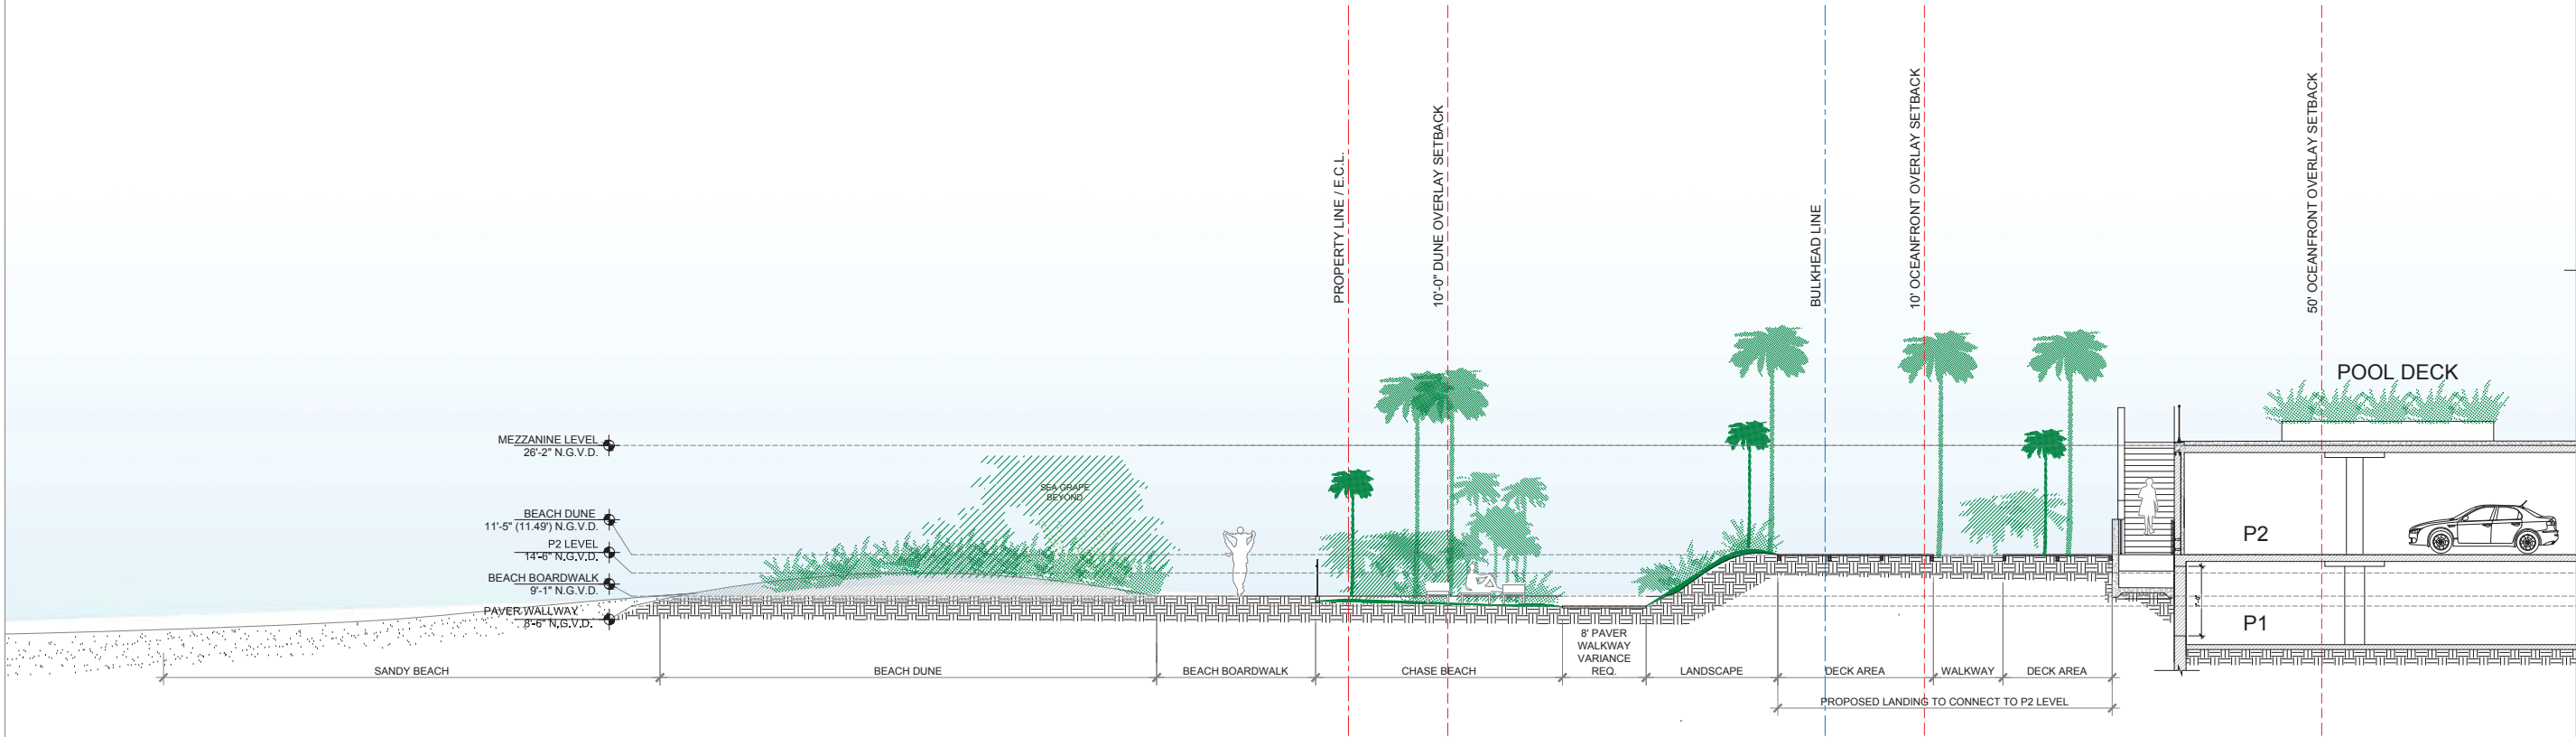 PROPERTY LINE / E.C.L.
10'-0" DUNE OVERLAY SETBACK
BULKHEAD LINE
10' OCEANFRONT OVERLAY SETBACK
50' OCEANFRONT OVERLAY SETBACK
POOL DECK
MEZZANINE LEVEL
26'-2" N.G.V.D.
SEA GRAPE
BEYOND
BEACH DUNE
11'-5" (11.49') N.G.V.D.
P2 LEVEL
14'-6" N.G.V.D.
BEACH BOARDWALK
9'-1" N.G.V.D.
PAVER WALLWAY
8'-6" N.G.V.D.
P2
P1
SANDY BEACH
BEACH DUNE
BEACH BOARDWALK
CHASE BEACH
8' PAVER
WALKWAY
VARIANCE
REQ.
LANDSCAPE
DECK AREA
WALKWAY
DECK AREA
PROPOSED LANDING TO CONNECT TO P2 LEVEL